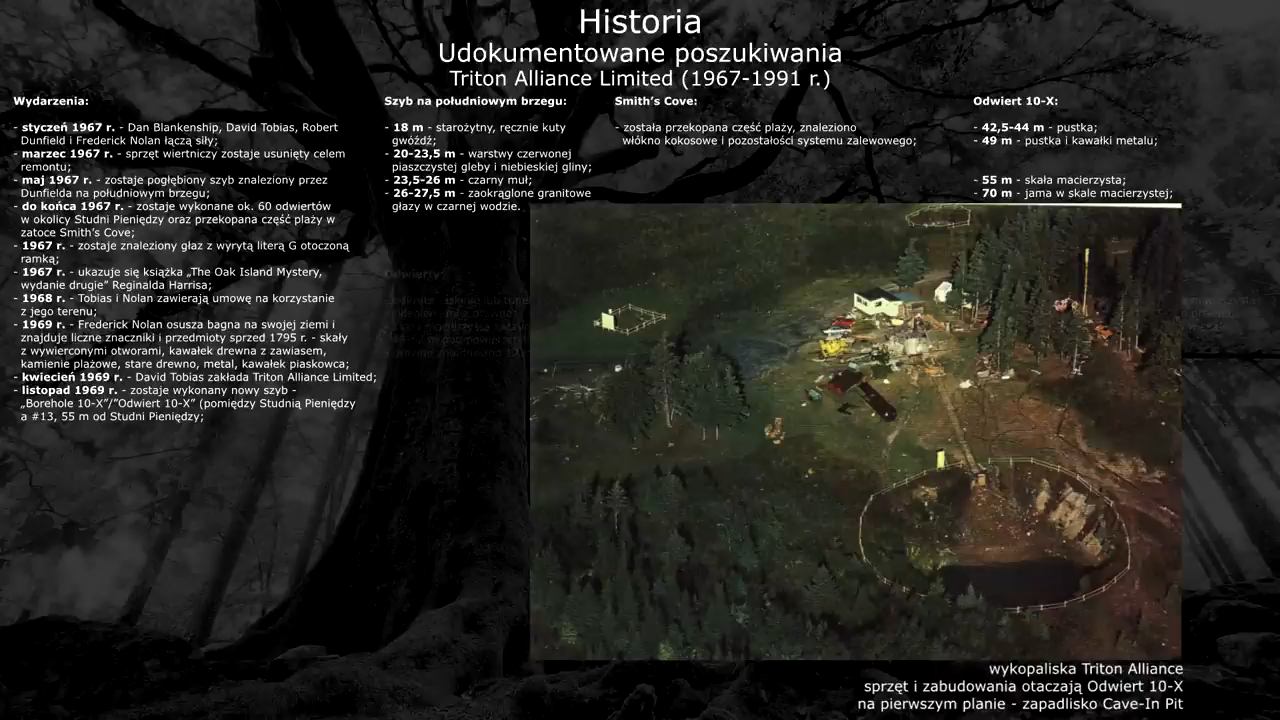 Historia
Udokumentowane poszukiwania
Triton Alliance Limited (1967-1991 r.)
Wydarzenia:
- styczeń 1967 r. - Dan Blankenship, David Tobias, Robert
Dunfield i Frederick Nolan łączą siły;
- marzec 1967 r. - sprzęt wiertniczy zostaje usunięty celem
remontu;
- maj 1967 r. - zostaje pogłębiony szyb znaleziony przez
Dunfielda na południowym brzegu;
- do końca 1967 r. - zostaje wykonane ok. 60 odwiertów
w okolicy Studni Pieniędzy oraz przekopana część plaży w
zatoce Smith's Cove;
- 1967 r. - zostaje znaleziony głaz z wyrytą literą G otoczoną
ramką;
- 1967 r. - ukazuje się książka „The Oak Island Mystery,
wydanie drugie” Reginalda Harrisa;
- 1968 r. - Tobias i Nolan zawierają umowę na korzystanie
z jego terenu;
- 1969 r. - Frederick Nolan osusza bagna na swojej ziemi i
znajduje liczne znaczniki i przedmioty sprzed 1795 r. - skały
z wywierconymi otworami, kawałek drewna z zawiasem,
kamienie plażowe, stare drewno, metal, kawałek piaskowca;
- kwiecień 1969 r. - David Tobias zakłada Triton Alliance Limited;
- listopad 1969 r. - zostaje wykonany nowy szyb -
„Borehole 10-X”/”Odwiert 10-X” (pomiędzy Studnią Pieniędzy
a #13, 55 m od Studni Pieniędzy;
Szyb na południowym brzegu:
- 18 m - starożytny, ręcznie kuty
gwóźdź;
- 20-23,5 m - warstwy czerwonej
piaszczystej gleby i niebieskiej gliny;
- 23,5-26 m - czarny muł;
- 26-27,5 m - zaokrąglone granitowe
głazy w czarnej wodzie.
Smith's Cove:
- została przekopana część plaży, znaleziono
włókno kokosowe i pozostałości systemu zalewowego;
Odwiert 10-X:
- 42,5-44 m - pustka;
- 49 m - pustka i kawałki metalu;
- 55 m - skała macierzysta;
- 70 m - jama w skale macierzystej;
Odwierty:
wykopaliska Triton Alliance
sprzęt i zabudowania otaczają Odwiert 10-X
na pierwszym planie - zapadlisko Cave-In Pit